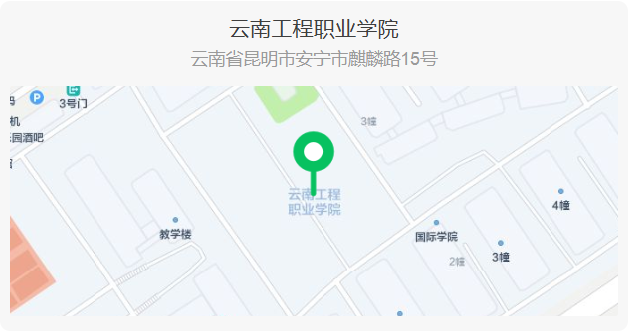 云南工程职业学院
云南省昆明市安宁市麒麟路15号
P
3号门
机
乐园酒吧
3幢
云南工程
职业学院
教学楼
国际学院
4幢
3幢
2幢